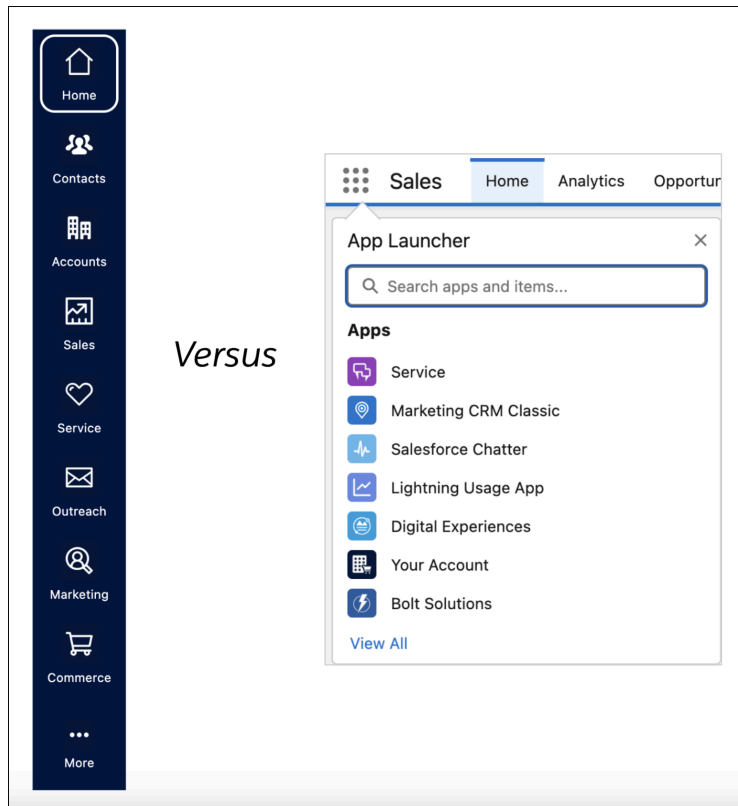 Home
Contacts
Accounts
Sales
Service
Outreach
Marketing
Commerce
More
Versus
Sales Home Analytics Opportur
App Launcher
Search apps and items...
Apps
Service
Marketing CRM Classic
Salesforce Chatter
Lightning Usage App
Digital Experiences
Your Account
Bolt Solutions
View All